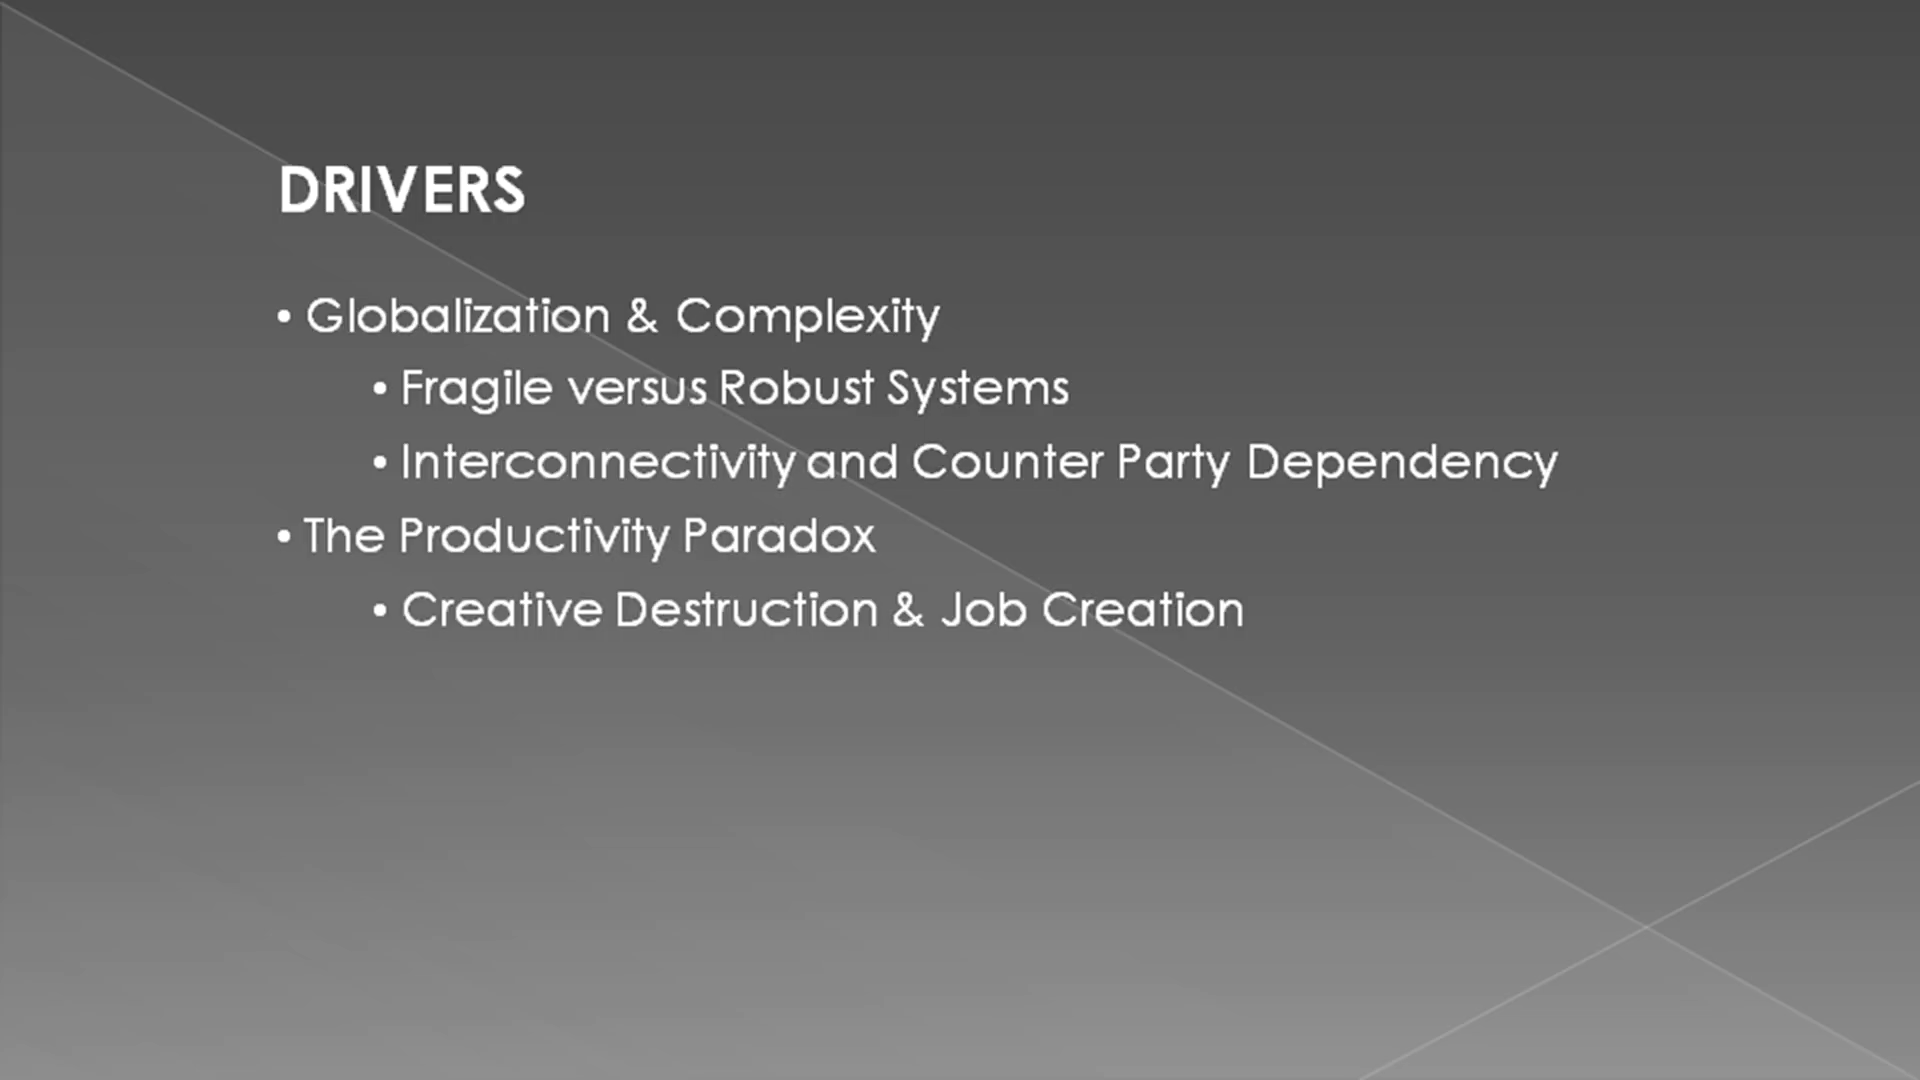 DRIVERS
• Globalization & Complexity
• Fragile versus Robust Systems
• Interconnectivity and Counter Party Dependency
• The Productivity Paradox
• Creative Destruction & Job Creation